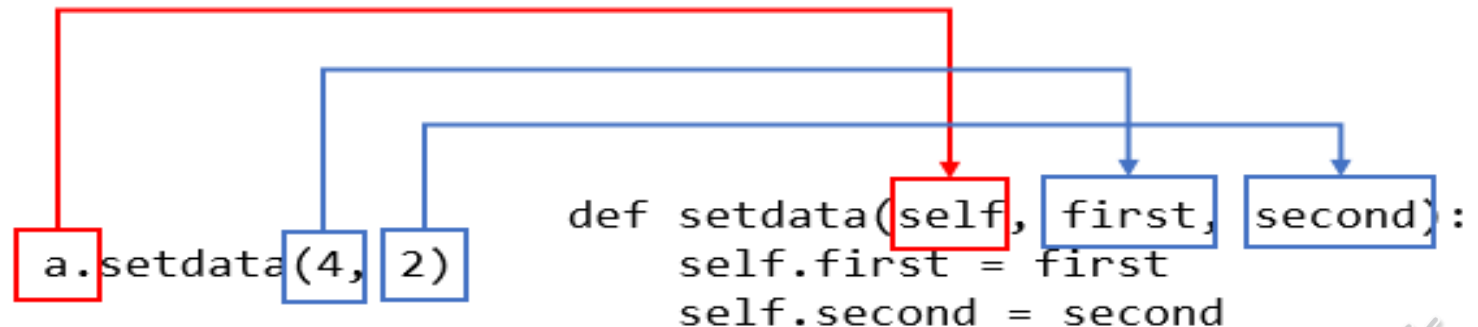 a.setdata(4, 2)
def setdata(self, first, second):
self.first = first
self.second = second